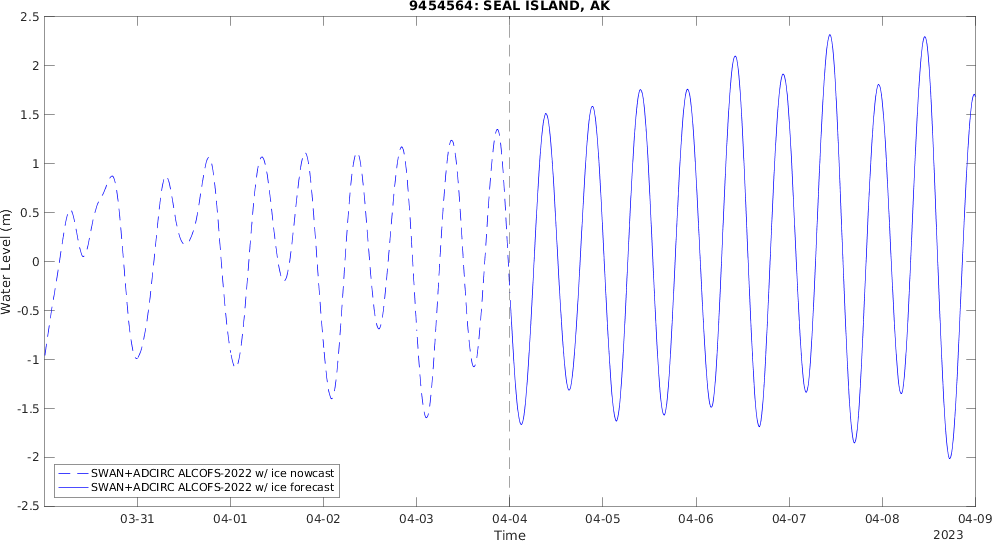 9454564: SEAL ISLAND, AK
2.5
2
1.5
1
0.5
0
-0.5
-1
-1.5
-2
-2.5
Water Level (m)
SWAN+ADCIRC ALCOFS-2022 w/ ice nowcast
SWAN+ADCIRC ALCOFS-2022 w/ ice forecast
03-31 04-01 04-02 04-03 04-04 04-05 04-06 04-07 04-08 04-09
Time
2023